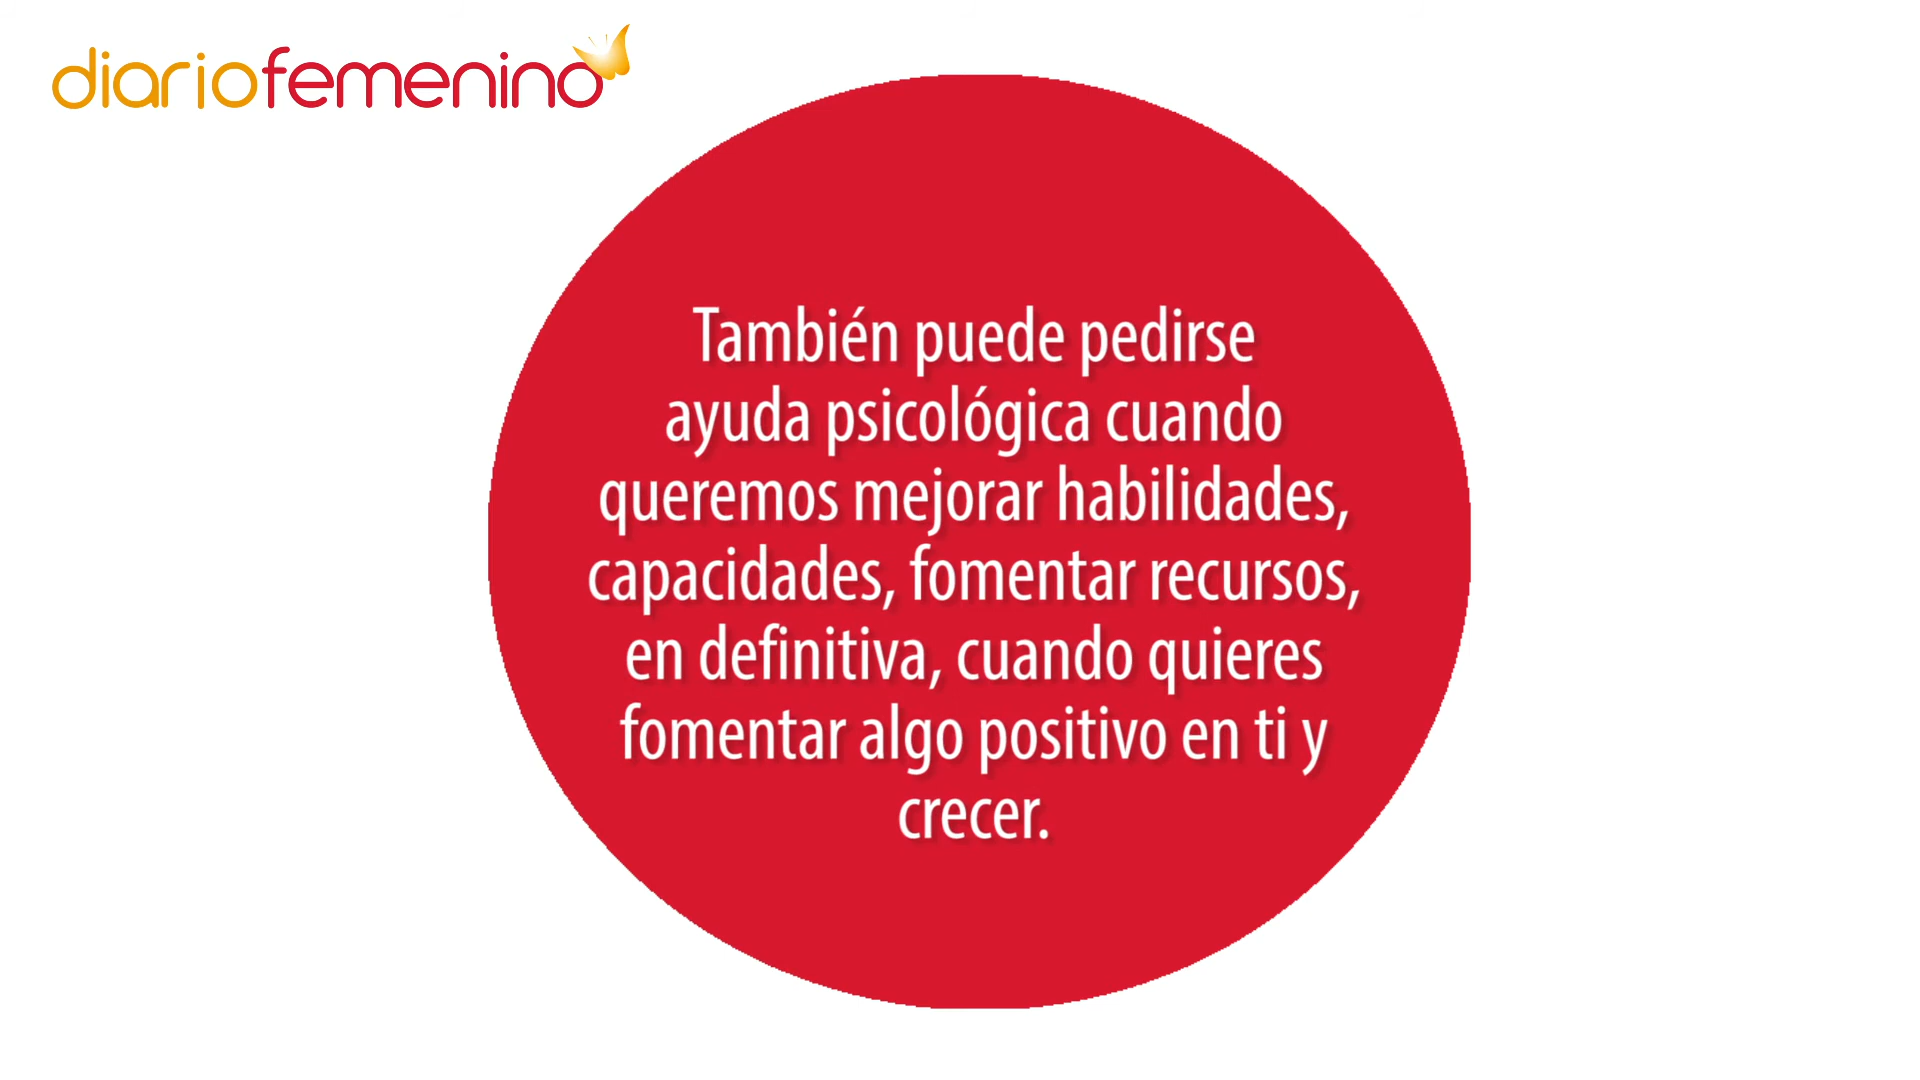 diariofemenino
También puede pedirse
ayuda psicológica cuando
queremos mejorar habilidades,
capacidades, fomentar recursos,
en definitiva, cuando quieres
fomentar algo positivo en ti y
crecer.